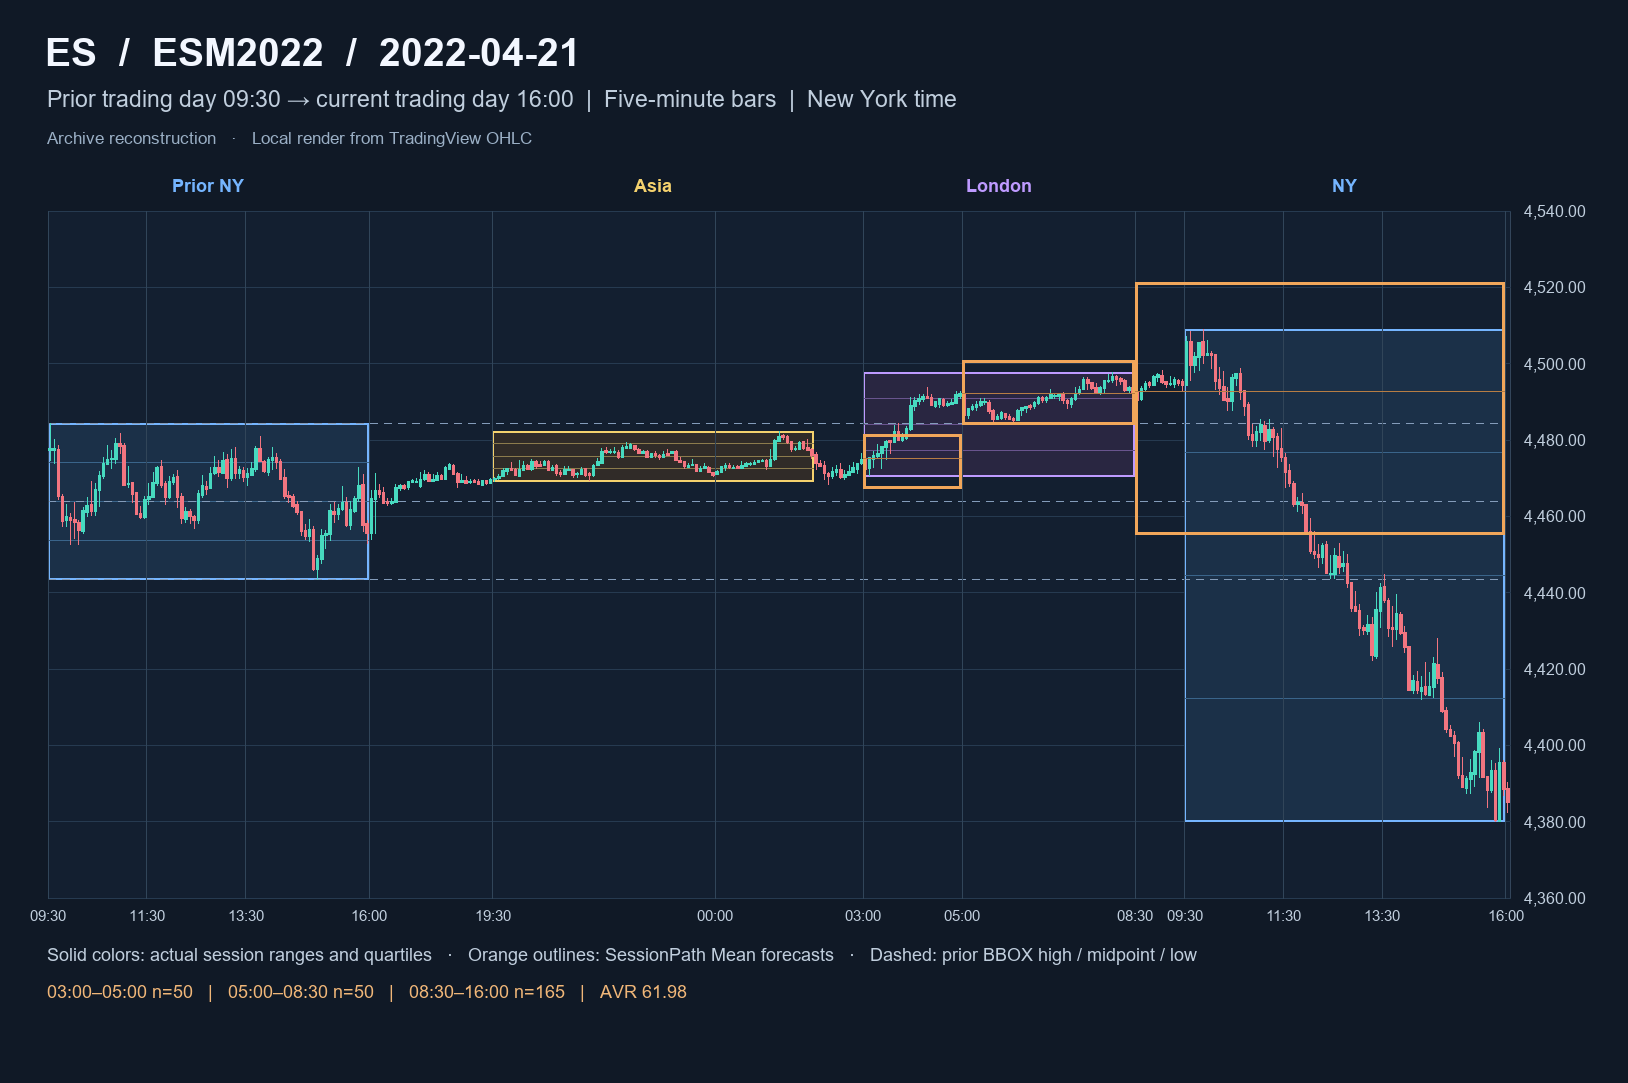 ES / ESM2022 / 2022-04-21
Prior trading day 09:30 → current trading day 16:00 | Five-minute bars | New York time
Archive reconstruction · Local render from TradingView OHLC
Prior NY Asia London NY
4,540.00
4,520.00
4,500.00
4,480.00
4,460.00
4,440.00
4,420.00
4,400.00
4,380.00
4,360.00
09:30 11:30 13:30 16:00 19:30 00:00 03:00 05:00 08:30 09:30 11:30 13:30 16:00
Solid colors: actual session ranges and quartiles · Orange outlines: SessionPath Mean forecasts · Dashed: prior BBOX high / midpoint / low
03:00–05:00 n=50 | 05:00–08:30 n=50 | 08:30–16:00 n=165 | AVR 61.98